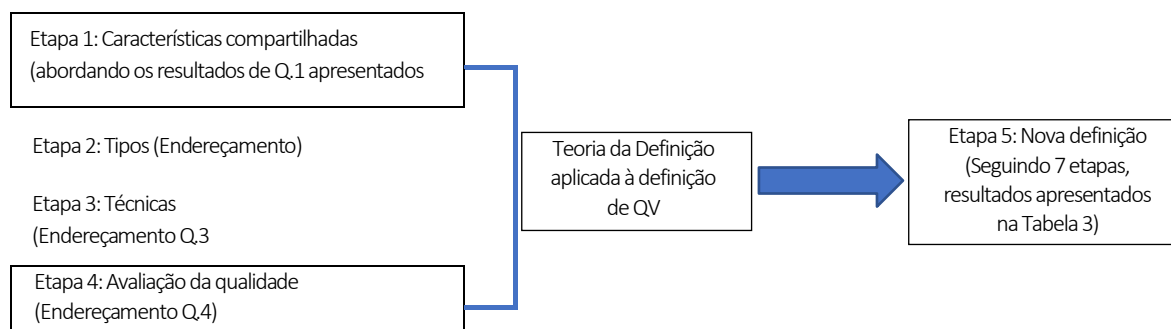 Etapa 1: Características compartilhadas
(abordando os resultados de Q.1 apresentados
Etapa 2: Tipos (Endereçamento)
Etapa 3: Técnicas
(Endereçamento Q.3
Etapa 4: Avaliação da qualidade
(Endereçamento Q.4)
Teoria da Definição
aplicada à definição
de QV
Etapa 5: Nova definição
(Seguindo 7 etapas,
resultados apresentados
na Tabela 3)